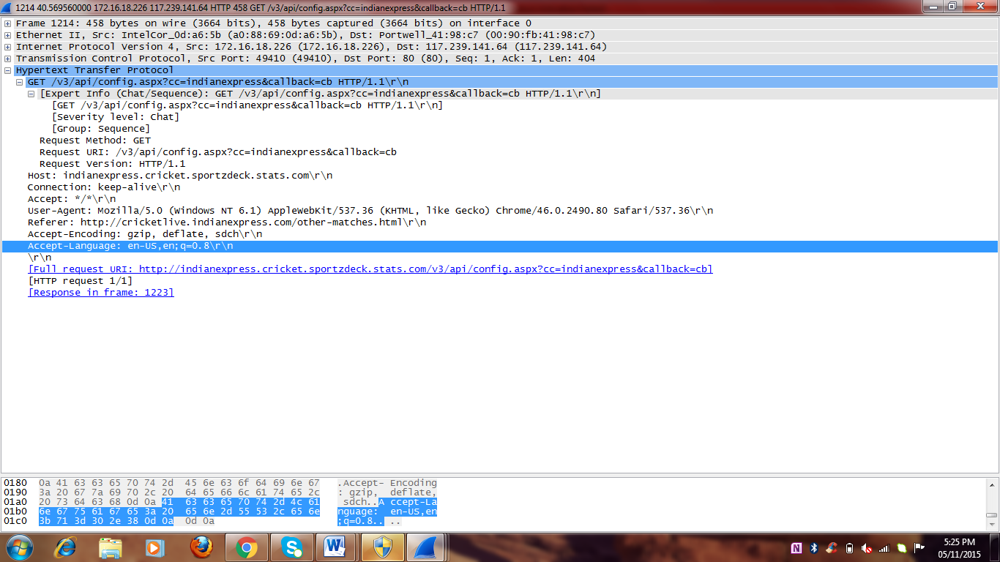 1214 40.569560000 172.16.18.226 117.239.141.64 HTTP 458 GET /v3/api/config.aspx?cc=indianexpress&callback=cb HTTP/1.1
Frame 1214: 458 bytes on wire (3664 bits), 458 bytes captured (3664 bits) on interface 0
Ethernet II, Src: IntelCor_0d:a6:5b (a0:88:69:0d:a6:5b), Dst: Portwell_41:98:c7 (00:90:fb:41:98:c7)
Internet Protocol Version 4, Src: 172.16.18.226 (172.16.18.226), Dst: 117.239.141.64 (117.239.141.64)
Transmission Control Protocol, Src Port: 49410 (49410), Dst Port: 80 (80), Seq: 1, Ack: 1, Len: 404
Hypertext Transfer Protocol
GET /v3/api/config.aspx?cc=indianexpress&callback=cb HTTP/1.1\r\n
[Expert Info (Chat/Sequence): GET /v3/api/config.aspx?cc=indianexpress&callback=cb HTTP/1.1\r\n]
[GET /v3/api/config.aspx?cc=indianexpress&callback=cb HTTP/1.1\r\n]
[Severity level: Chat]
[Group: Sequence]
Request Method: GET
Request URI: /v3/api/config.aspx?cc=indianexpress&callback=cb
Request Version: HTTP/1.1
Host: indianexpress.cricket.sportzdeck.stats.com\r\n
Connection: keep-alive\r\n
Accept: */*\r\n
User-Agent: Mozilla/5.0 (Windows NT 6.1) AppleWebKit/537.36 (KHTML, like Gecko) Chrome/46.0.2490.80 Safari/537.36\r\n
Referer: http://cricketlive.indianexpress.com/other-matches.html\r\n
Accept-Encoding: gzip, deflate, sdch\r\n
Accept-Language: en-US,en;q=0.8\r\n
\r\n
[Full request URI: http://indianexpress.cricket.sportzdeck.stats.com/v3/api/config.aspx?cc=indianexpress&callback=cb]
[HTTP request 1/1]
[Response in frame: 1223]
0180 0a 41 63 63 65 70 74 2d 45 6e 63 6f 64 69 6e 67 .Accept- Encoding
0190 3a 20 67 7a 69 70 2c 20 64 65 66 6c 61 74 65 2c : gzip, deflate,
01a0 20 73 64 63 68 0d 0a 41 63 63 65 70 74 2d 4c 61 sdch..A ccept-La
01b0 6e 67 75 61 67 65 3a 20 65 6e 2d 55 53 2c 65 6e nguage: en-US,en
01c0 3b 71 3d 30 2e 38 0d 0a 0d 0a ;q=0.8.. ..
5:25 PM
05/11/2015